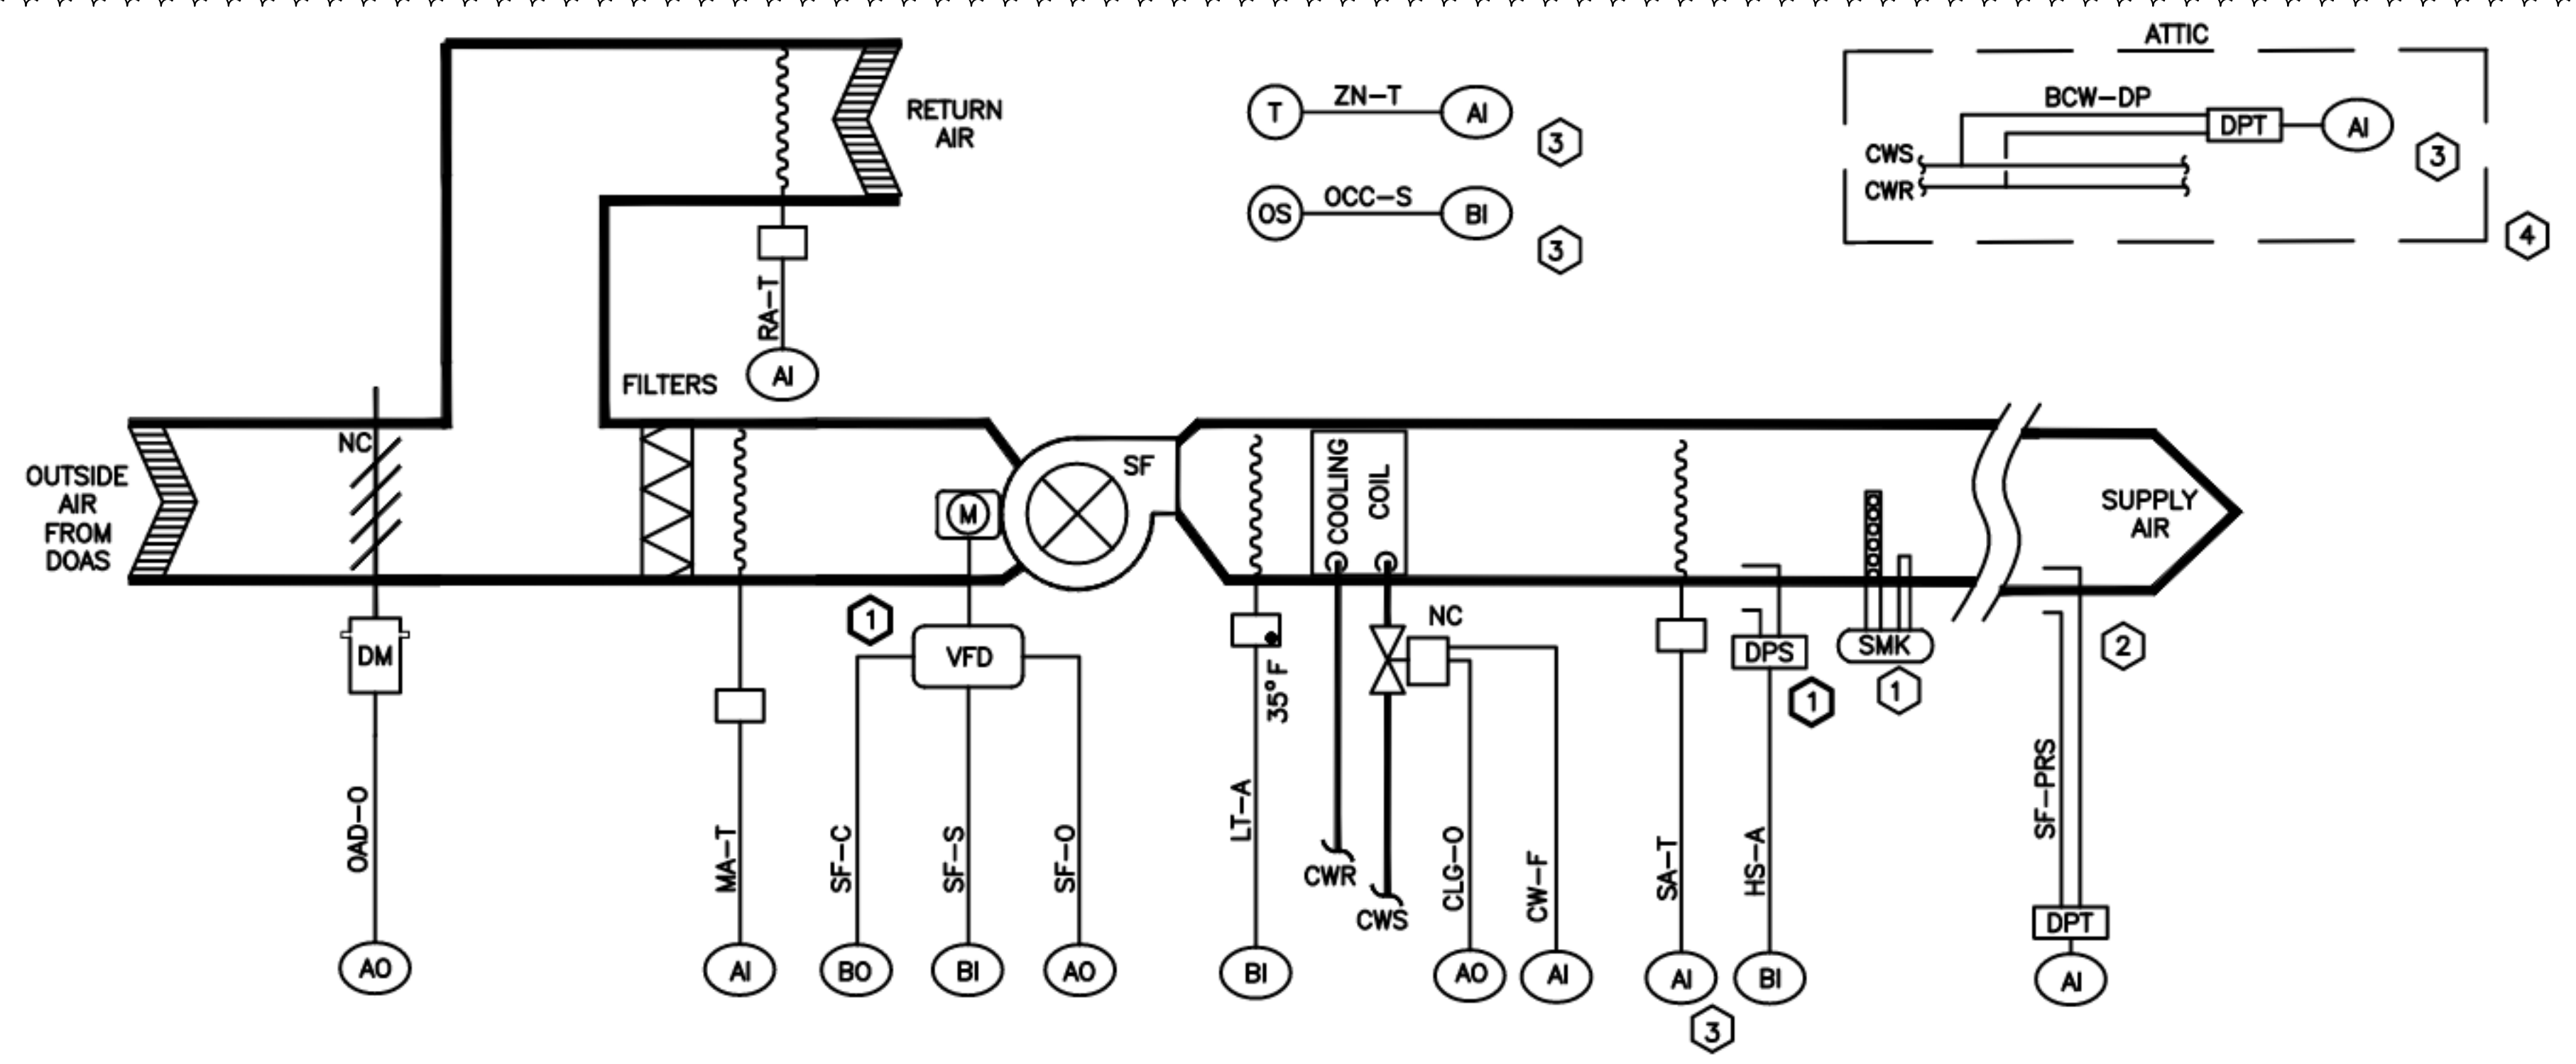 ATTIC
BCW-DP
DPT
AI
CWS
CWR
3
4
T
ZN-T
AI
3
OS
OCC-S
BI
3
RETURN
AIR
RA-T
AI
FILTERS
NC
OUTSIDE
AIR
FROM
DOAS
DM
OAD-O
AO
MA-T
AI
M
SF
1
VFD
SF-C
BO
SF-S
BI
SF-O
AO
35°F
LT-A
BI
COOLING
COIL
CWR
CWS
NC
CLG-O
AO
CW-F
AI
SA-T
AI
3
DPS
1
HS-A
BI
SMK
1
SUPPLY
AIR
2
SF-PRS
DPT
AI